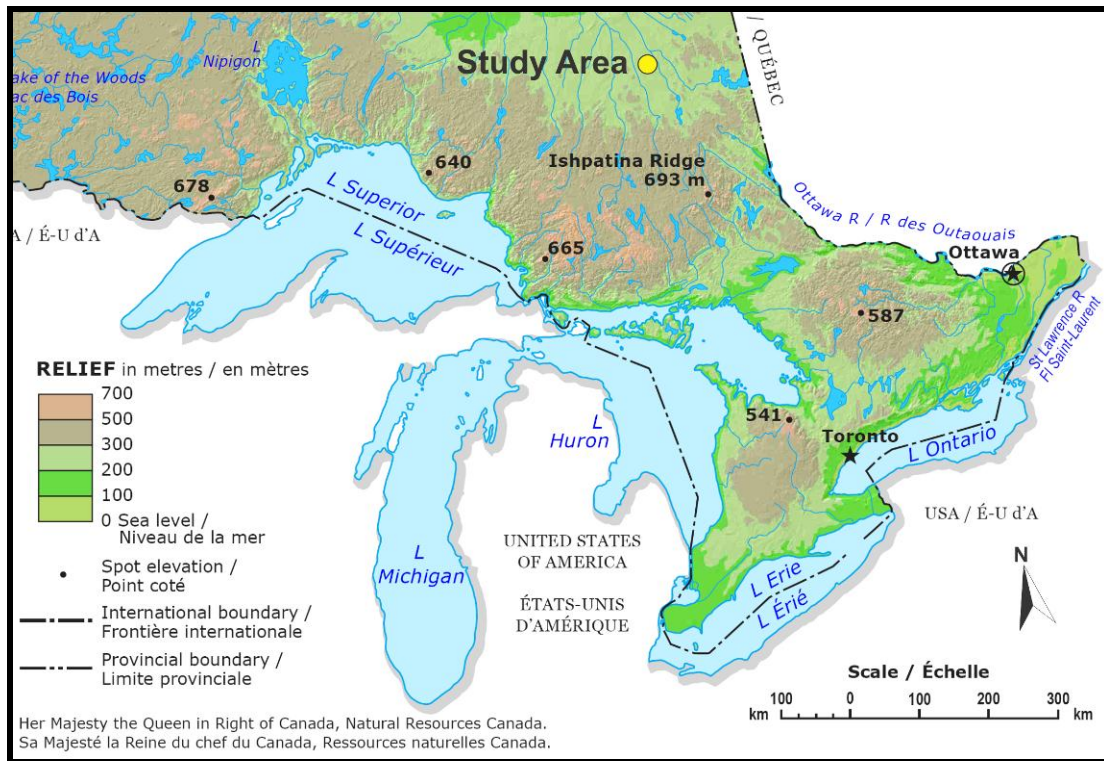 L
Nipigon
ake of the Woods
ac des Bois
Study Area
/ QUÉBEC
640
678
Ishpatina Ridge
693 m
L Superior
L Supérieur
665
A / É-U d'A
Ottawa R / R des Outaouais
Ottawa
587
St Lawrence R
Fl Saint-Laurent
541
Toronto
L Ontario
L
Huron
L
Michigan
USA / É-U d'A
UNITED STATES
OF AMERICA
ÉTATS-UNIS
D'AMÉRIQUE
L Erie
L Érié
N
RELIEF in metres / en mètres
700
500
300
200
100
0 Sea level /
Niveau de la mer
Spot elevation /
Point coté
International boundary /
Frontière internationale
Provincial boundary /
Limite provinciale
Scale / Échelle
100 0 100 200 300
km km
Her Majesty the Queen in Right of Canada, Natural Resources Canada.
Sa Majesté la Reine du chef du Canada, Ressources naturelles Canada.